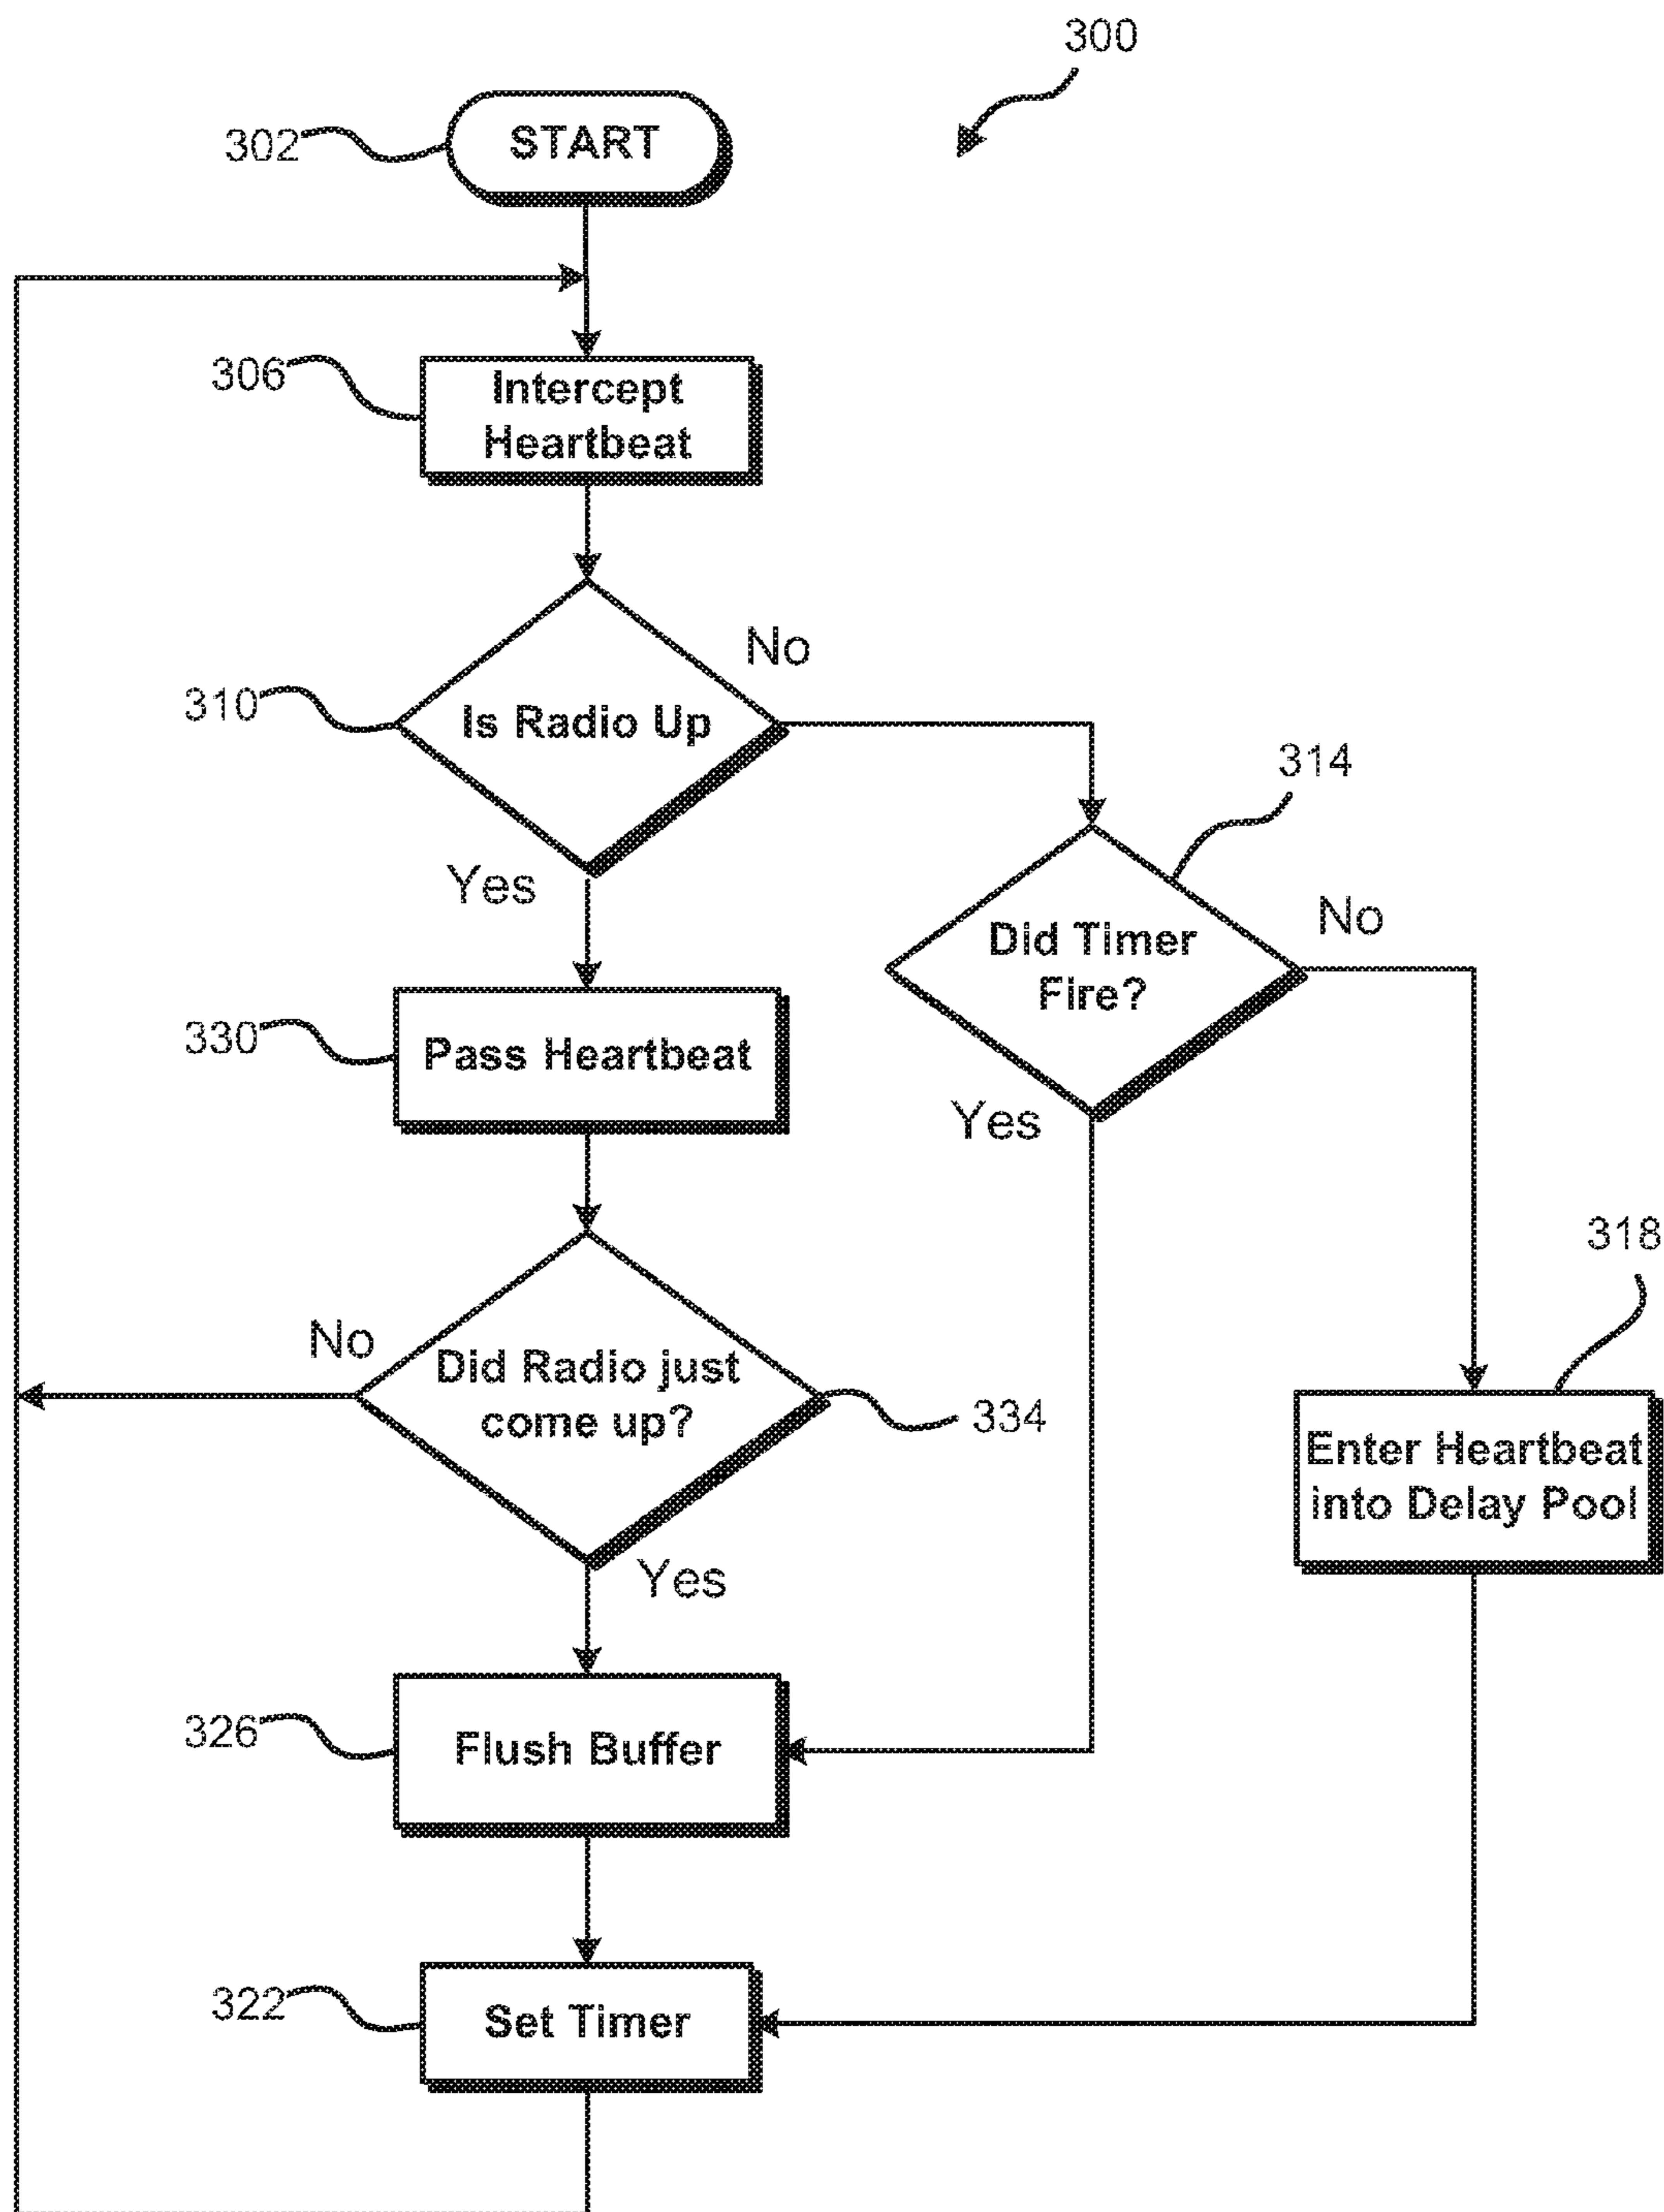 300
302
START
306
Intercept
Heartbeat
No
310
Is Radio Up
314
Yes
No
Did Timer
Fire?
330
Pass Heartbeat
Yes
318
No
Did Radio just
come up?
334
Enter Heartbeat
into Delay Pool
Yes
326
Flush Buffer
322
Set Timer